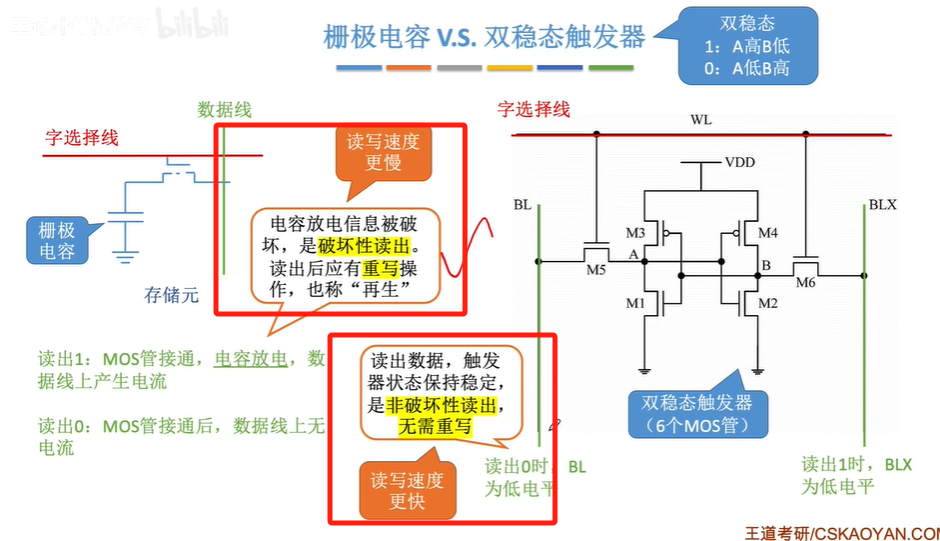 bilibili
栅极电容 V.S. 双稳态触发器
双稳态
1：A高B低
0：A低B高
数据线
字选择线
读写速度
更慢
栅极
电容
电容放电信息被破
坏，是破坏性读出。
读出后应有重写操
作，也称“再生”
存储元
读出1：MOS管接通，电容放电，数
据线上产生电流
读出0：MOS管接通后，数据线上无
电流
读出数据，触发
器状态保持稳定，
是非破坏性读出，
无需重写
读写速度
更快
字选择线
WL
VDD
BL
BLX
M3
M4
A
B
M5
M6
M1
M2
双稳态触发器
（6个MOS管）
读出0时，BL
为低电平
读出1时，BLX
为低电平
王道考研/CSKAOYAN.COM